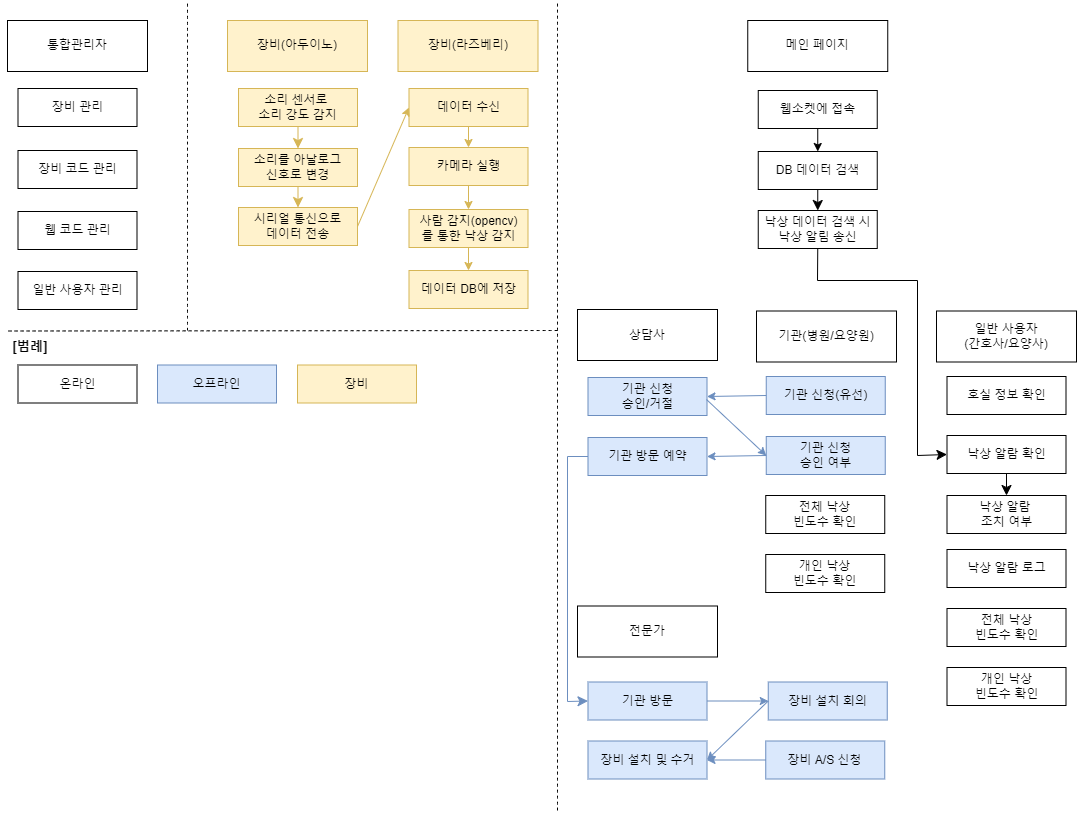 통합관리자
장비 관리
장비 코드 관리
웹 코드 관리
일반 사용자 관리
장비(아두이노)
소리 센서로
소리 강도 감지
소리를 아날로그
신호로 변경
시리얼 통신으로
데이터 전송
장비(라즈베리)
데이터 수신
카메라 실행
사람 감지(opencv)
를 통한 낙상 감지
데이터 DB에 저장
[범례]
온라인
오프라인
장비
메인 페이지
웹소켓에 접속
DB 데이터 검색
낙상 데이터 검색 시
낙상 알림 송신
상담사
기관 신청
승인/거절
기관 방문 예약
기관(병원/요양원)
기관 신청(유선)
기관 신청
승인 여부
전체 낙상
빈도수 확인
개인 낙상
빈도수 확인
일반 사용자
(간호사/요양사)
호실 정보 확인
낙상 알람 확인
낙상 알람
조치 여부
낙상 알람 로그
전체 낙상
빈도수 확인
개인 낙상
빈도수 확인
전문가
기관 방문
장비 설치 회의
장비 설치 및 수거
장비 A/S 신청